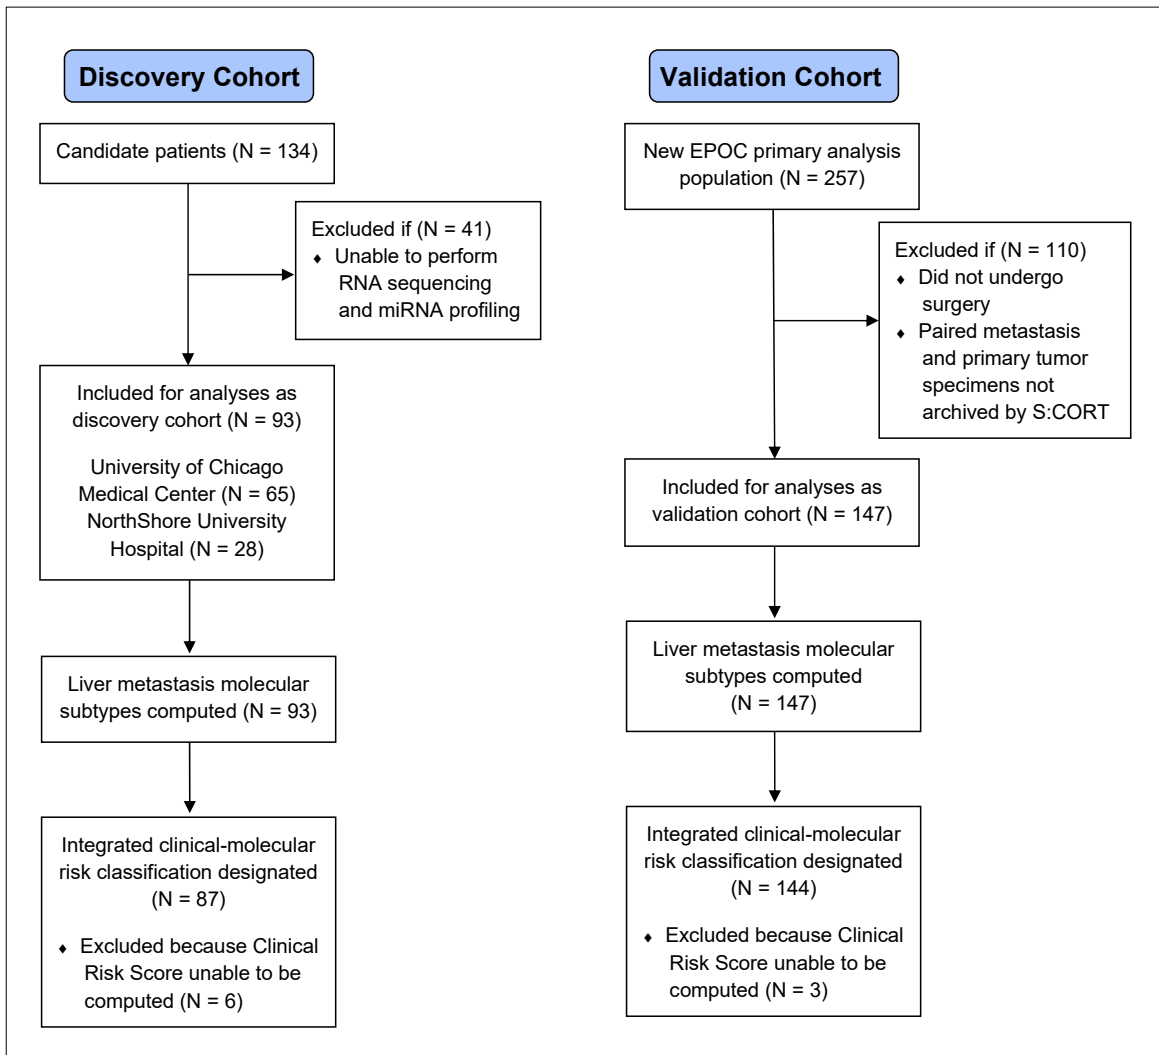 Discovery Cohort
Candidate patients (N = 134)
Excluded if (N = 41)
♦ Unable to perform
RNA sequencing
and miRNA profiling
Included for analyses as
discovery cohort (N = 93)
University of Chicago
Medical Center (N = 65)
NorthShore University
Hospital (N = 28)
Liver metastasis molecular
subtypes computed (N = 93)
Integrated clinical-molecular
risk classification designated
(N = 87)
♦ Excluded because Clinical
Risk Score unable to be
computed (N = 6)
Validation Cohort
New EPOC primary analysis
population (N = 257)
Excluded if (N = 110)
♦ Did not undergo
surgery
♦ Paired metastasis
and primary tumor
specimens not
archived by S:CORT
Included for analyses as
validation cohort (N = 147)
Liver metastasis molecular
subtypes computed
(N = 147)
Integrated clinical-molecular
risk classification designated
(N = 144)
♦ Excluded because Clinical
Risk Score unable to be
computed (N = 3)